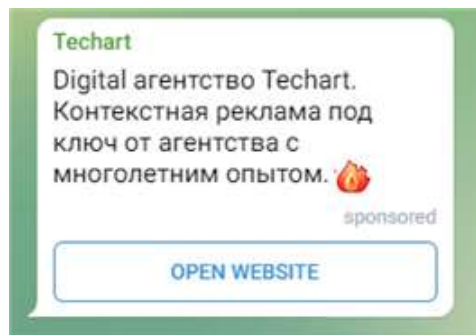 Techart
Digital агентство Techart.
Контекстная реклама под
ключ от агентства с
многолетним опытом. 🔥
sponsored
OPEN WEBSITE